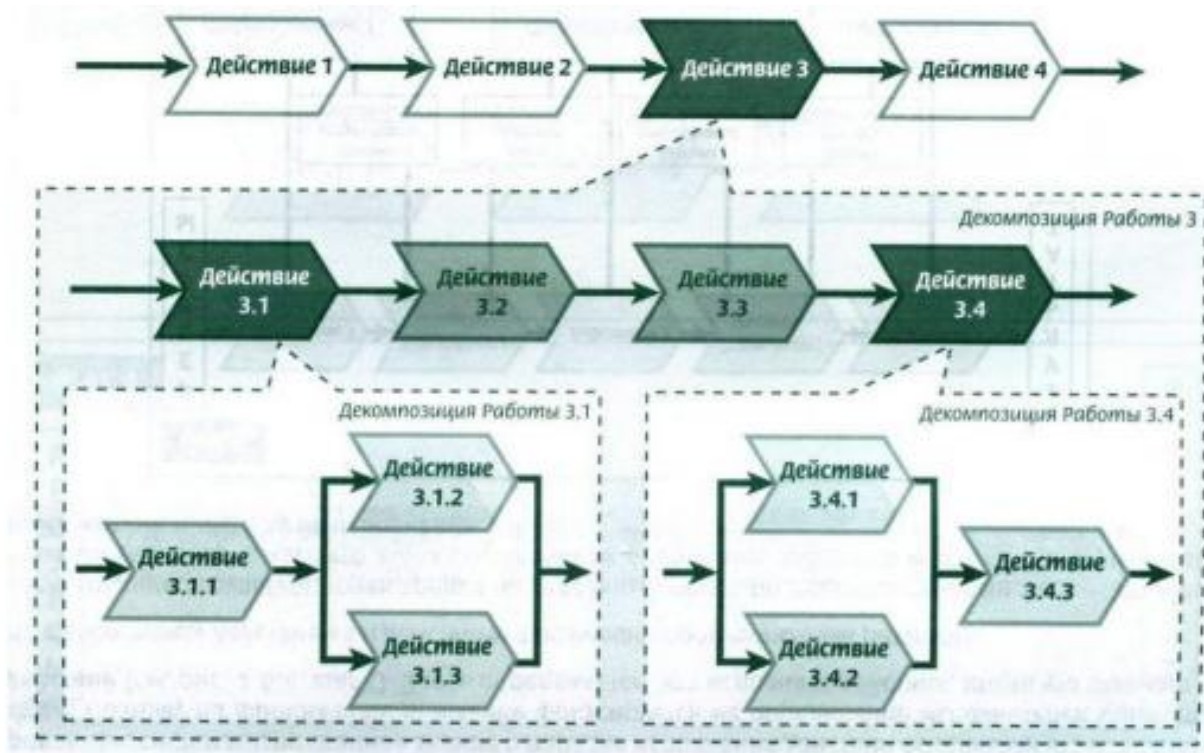 Действие 1
Действие 2
Действие 3
Действие 4
Декомпозиция Работы 3
Действие
3.1
Действие
3.2
Действие
3.3
Действие
3.4
Декомпозиция Работы 3.1
Действие
3.1.1
Действие
3.1.2
Действие
3.1.3
Декомпозиция Работы 3.4
Действие
3.4.1
Действие
3.4.2
Действие
3.4.3